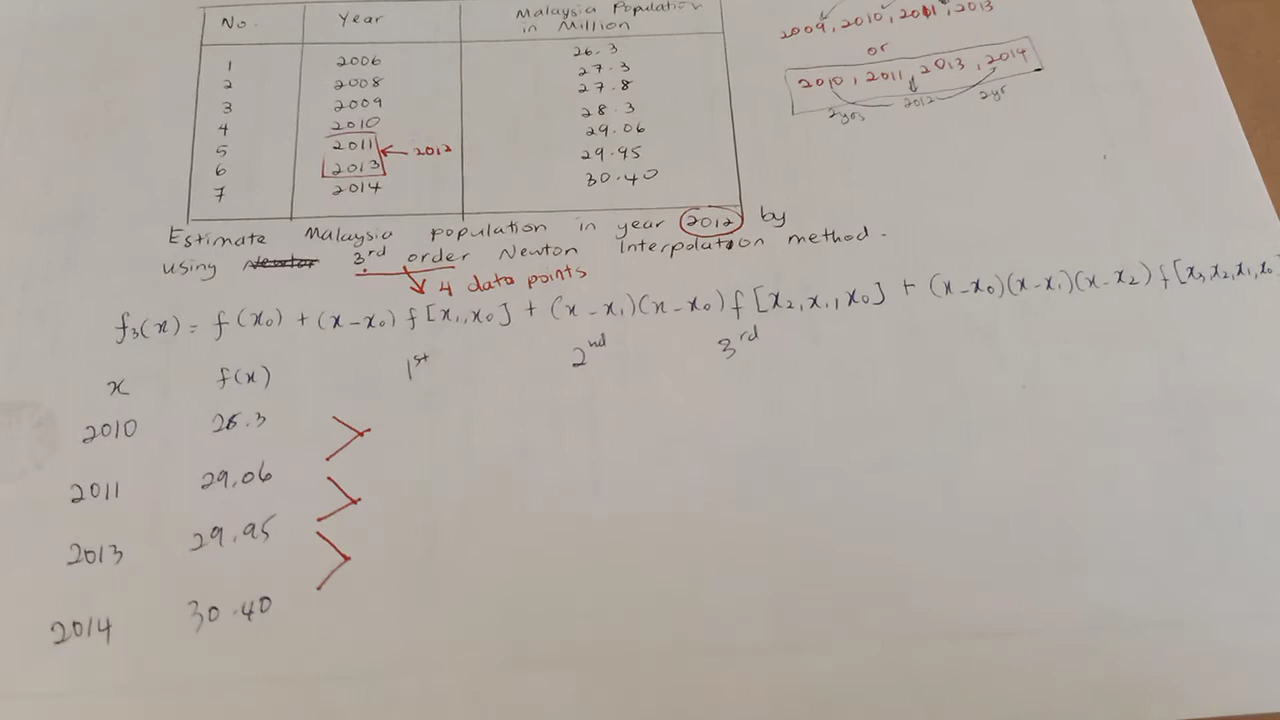 No. Year Malaysia Population in Million
1 2006 26.3
2 2008 27.3
3 2009 27.8
4 2010 28.3
5 2011 29.06
6 2013 29.95
7 2014 30.40
← 2012
2009, 2010, 2011, 2013
or
2010, 2011, 2013, 2014
2yrs 2012 2yr
Estimate Malaysia population in year 2012 by
using 3rd order Newton Interpolation method.
4 data points
f3(x) = f(x0) + (x-x0) f[x1,x0] + (x-x1)(x-x0) f[x2,x1,x0] + (x-x0)(x-x1)(x-x2) f[x3,x2,x1,x0
x f(x) 1st 2nd 3rd
2010 28.3
2011 29.06
2013 29.95
2014 30.40